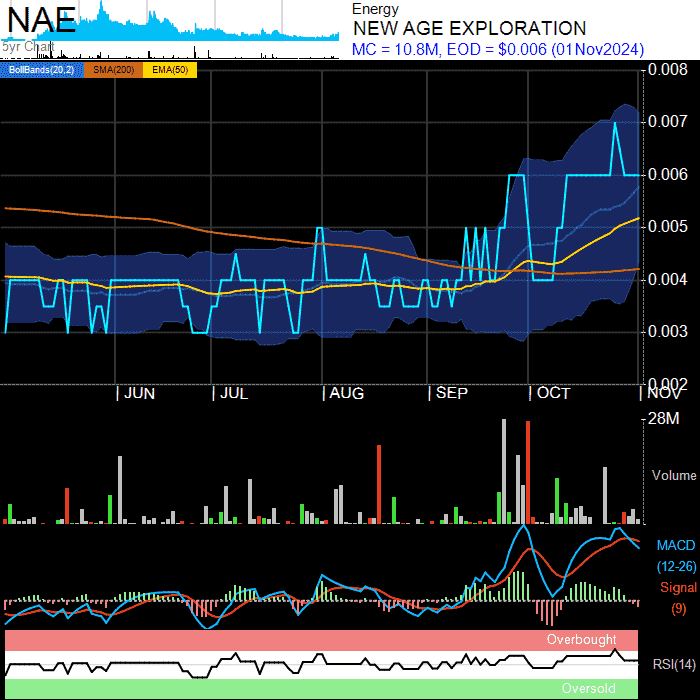 NAE
5yr Chart
Energy
NEW AGE EXPLORATION
MC = 10.8M, EOD = $0.006 (01Nov2024)
BollBands(20,2) SMA(200) EMA(50)
0.008
0.007
0.006
0.005
0.004
0.003
0.002
JUN JUL AUG SEP OCT NOV
28M
Volume
MACD
(12-26)
Signal
(9)
Overbought
RSI(14)
Oversold